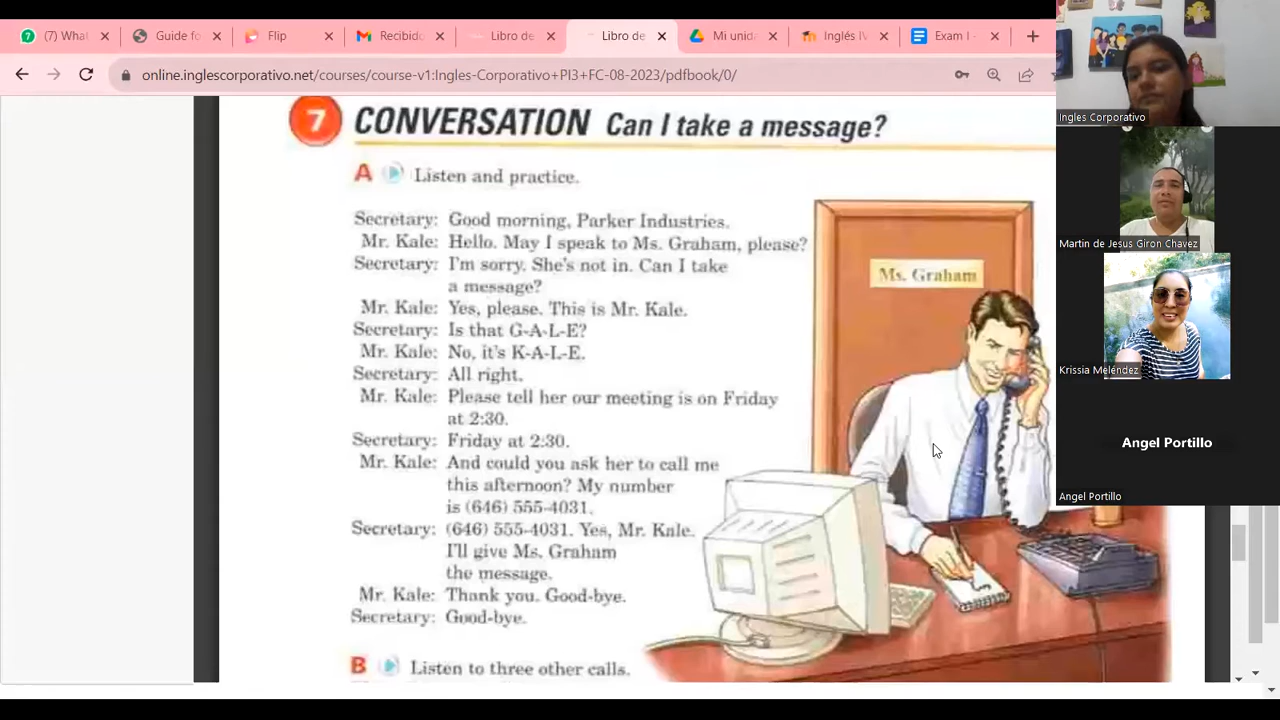 (7) What
Guide fo
Flip
Recibido
Libro de
Libro de
Mi unida
Inglés IV
Exam I -
online.inglescorporativo.net/courses/course-v1:Ingles-Corporativo+PI3+FC-08-2023/pdfbook/0/
7 CONVERSATION Can I take a message?
A Listen and practice.
Secretary: Good morning, Parker Industries.
Mr. Kale: Hello. May I speak to Ms. Graham, please?
Secretary: I'm sorry. She's not in. Can I take
a message?
Mr. Kale: Yes, please. This is Mr. Kale.
Secretary: Is that G-A-L-E?
Mr. Kale: No, it's K-A-L-E.
Secretary: All right.
Mr. Kale: Please tell her our meeting is on Friday
at 2:30.
Secretary: Friday at 2:30.
Mr. Kale: And could you ask her to call me
this afternoon? My number
is (646) 555-4031.
Secretary: (646) 555-4031. Yes, Mr. Kale.
I'll give Ms. Graham
the message.
Mr. Kale: Thank you. Good-bye.
Secretary: Good-bye.
B Listen to three other calls.
Ms. Graham
Ingles Corporativo
Martin de Jesus Giron Chavez
Krissia Melendez
Angel Portillo
Angel Portillo